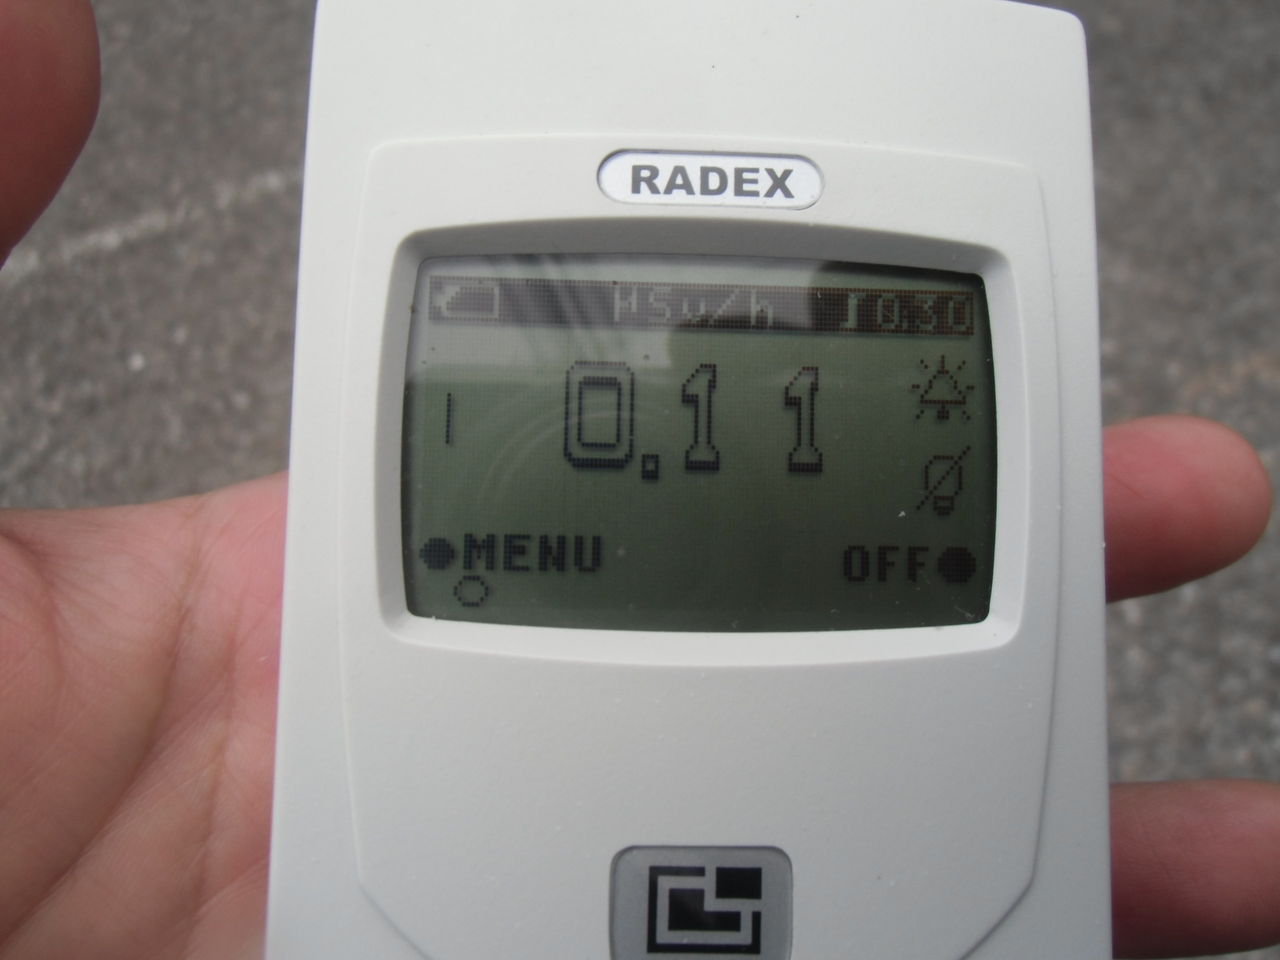 RADEX
µSv/h 0.30
0.11
MENU OFF